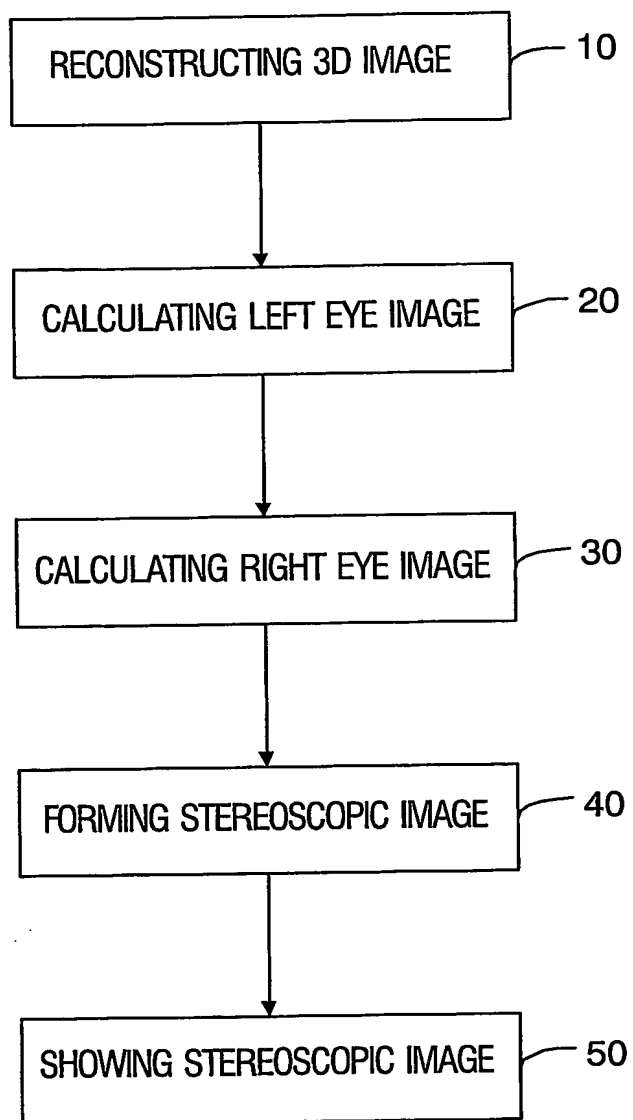 RECONSTRUCTING 3D IMAGE
10
CALCULATING LEFT EYE IMAGE
20
CALCULATING RIGHT EYE IMAGE
30
FORMING STEREOSCOPIC IMAGE
40
SHOWING STEREOSCOPIC IMAGE
50